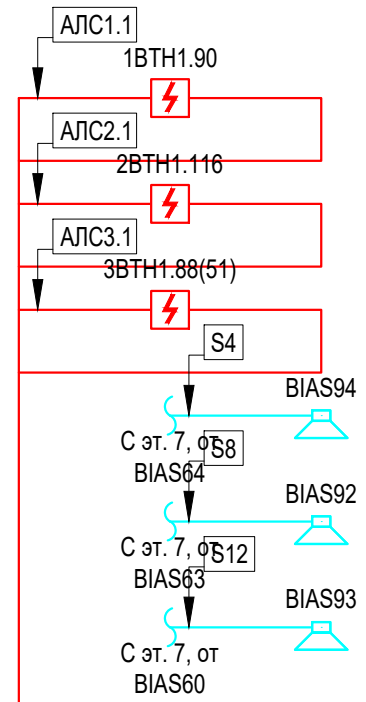 АЛС1.1
1ВТН1.90
АЛС2.1
2ВТН1.116
АЛС3.1
3ВТН1.88(51)
S4
BIAS94
С эт. 7, от
BIAS64
S8
BIAS92
С эт. 7, от
BIAS63
S12
BIAS93
С эт. 7, от
BIAS60